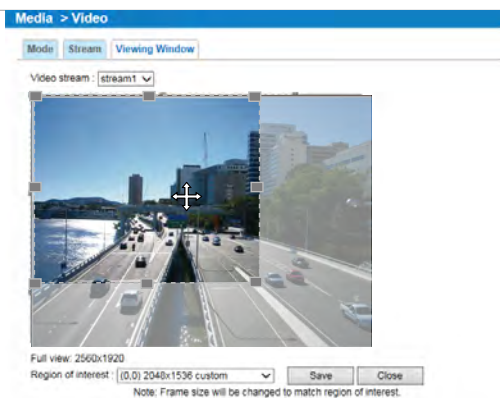 Media > Video
Mode Stream Viewing Window
Video stream : stream1
Full view: 2560x1920
Region of interest : (0,0) 2048x1536 custom Save Close
Note: Frame size will be changed to match region of interest.